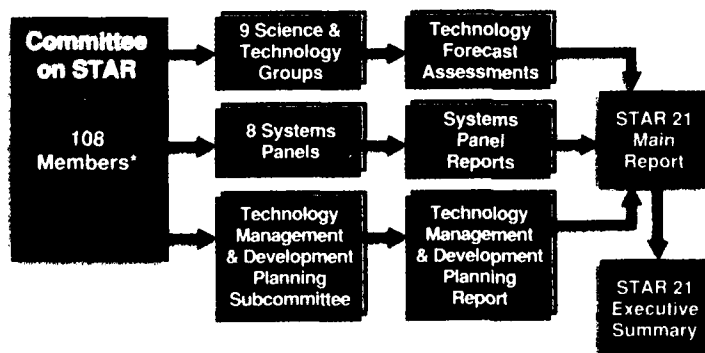 Committee
on STAR
108
Members*
9 Science &
Technology
Groups
Technology
Forecast
Assessments
8 Systems
Panels
Systems
Panel
Reports
Technology
Management
& Development
Planning
Subcommittee
Technology
Management
& Development
Planning
Report
STAR 21
Main
Report
STAR 21
Executive
Summary